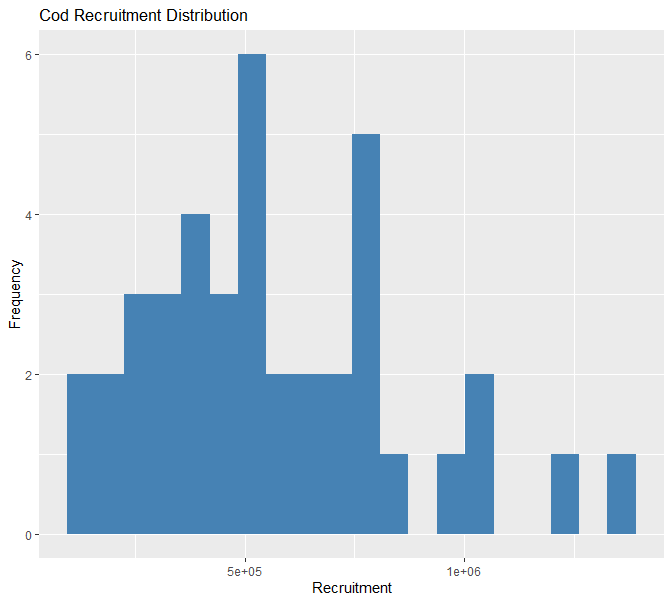 Cod Recruitment Distribution
6
4
2
0
Frequency
5e+05
1e+06
Recruitment